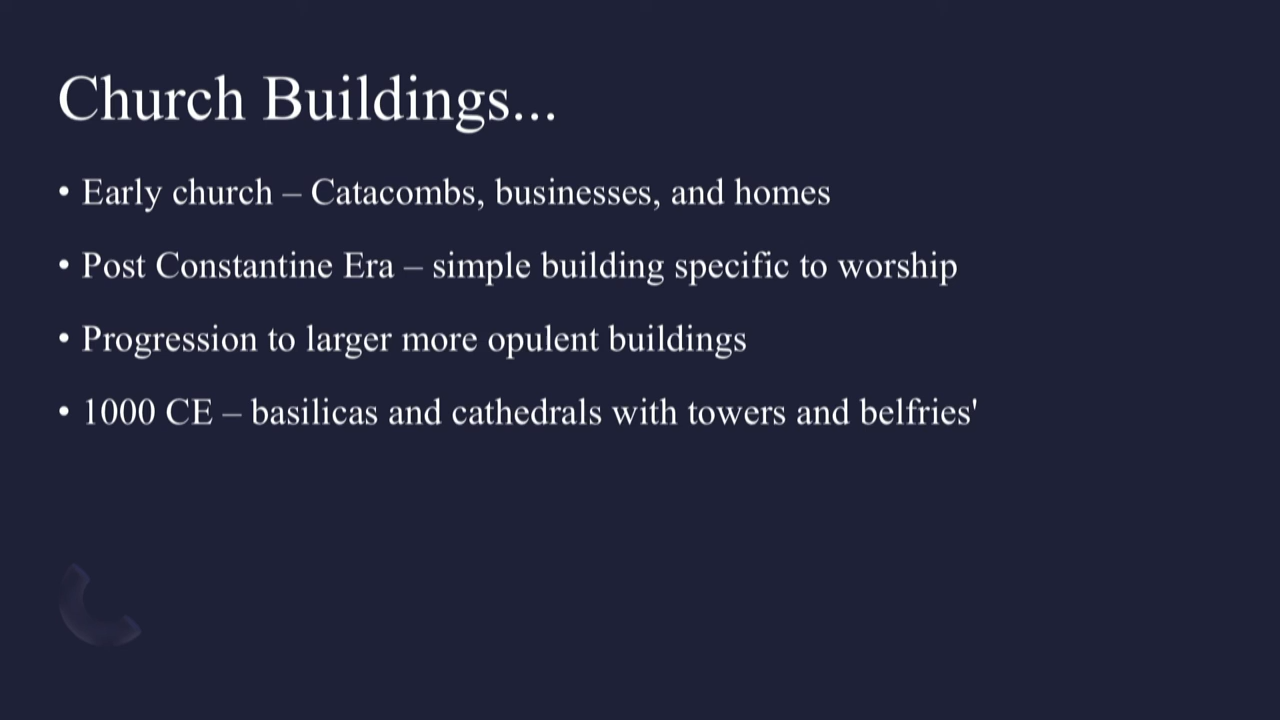 Church Buildings...
• Early church – Catacombs, businesses, and homes
• Post Constantine Era – simple building specific to worship
• Progression to larger more opulent buildings
• 1000 CE – basilicas and cathedrals with towers and belfries'